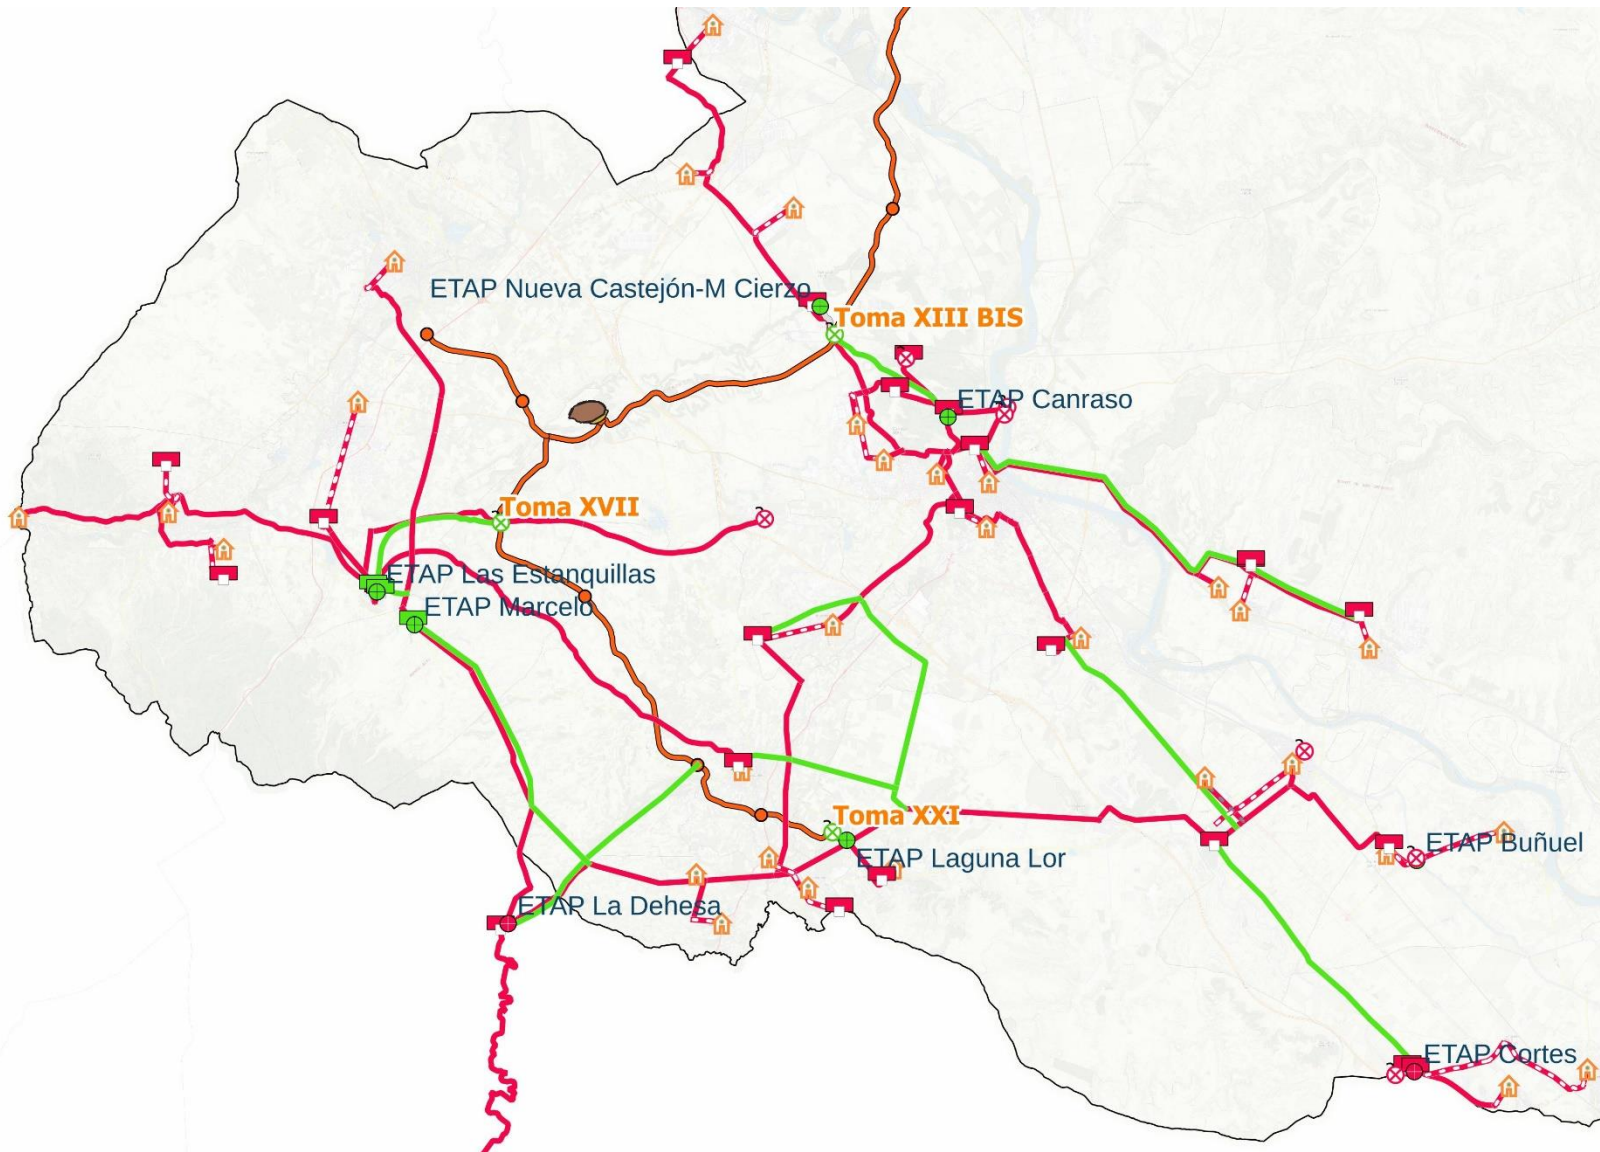 ETAP Nueva Castejón-M Cierzo
Toma XIII BIS
ETAP Canraso
Toma XVII
ETAP Las Estanquillas
ETAP Marcelo
Toma XXI
ETAP Buñuel
ETAP Laguna Lor
ETAP La Dehesa
ETAP Cortes